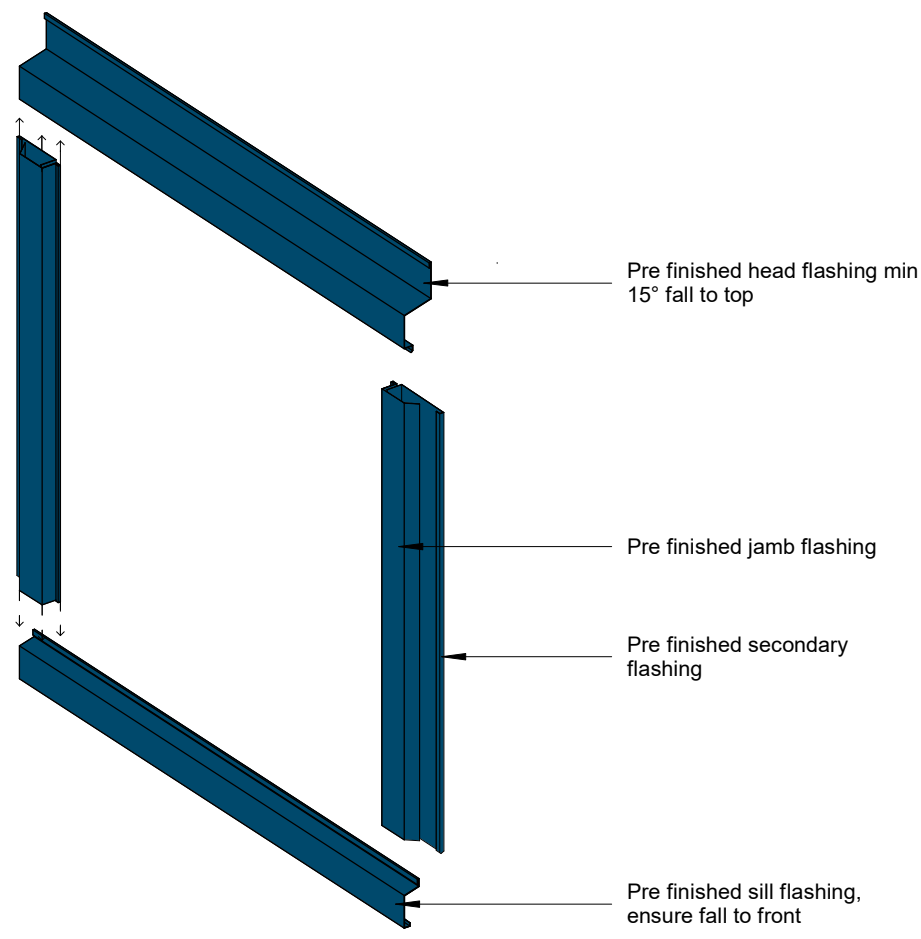 Pre finished head flashing min
15° fall to top
Pre finished jamb flashing
Pre finished secondary
flashing
Pre finished sill flashing,
ensure fall to front